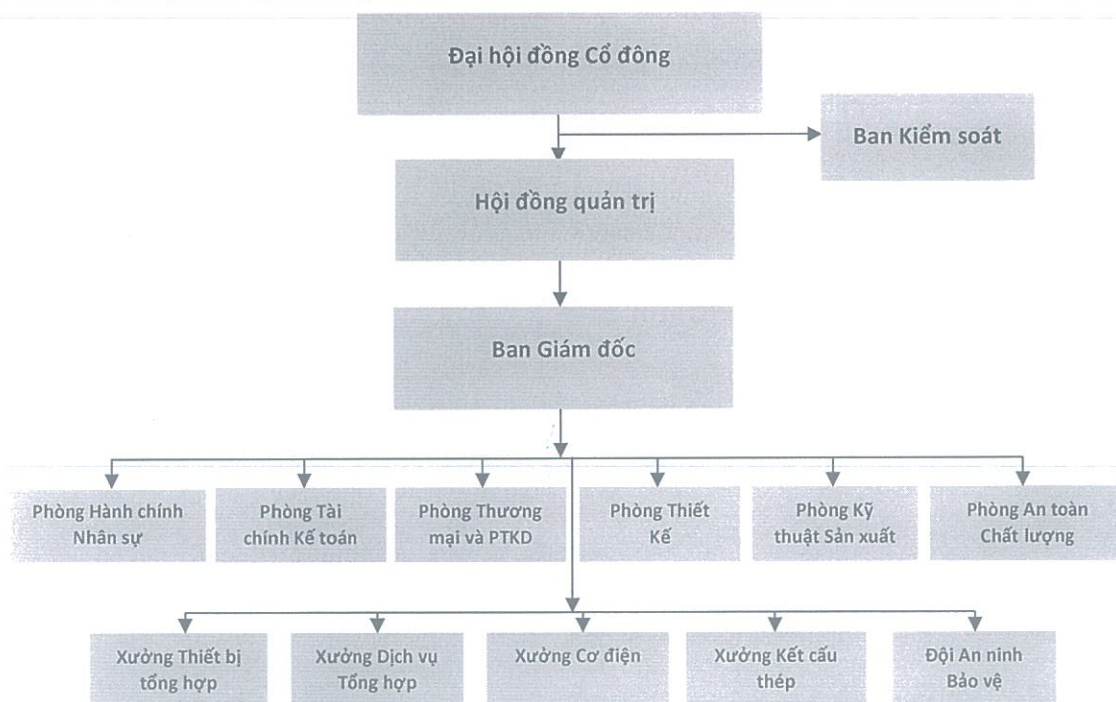 Đại hội đồng Cổ đông
Ban Kiểm soát
Hội đồng quản trị
Ban Giám đốc
Phòng Hành chính
Nhân sự
Phòng Tài
chính Kế toán
Phòng Thương
mại và PTKD
Phòng Thiết
Kế
Phòng Kỹ
thuật Sản xuất
Phòng An toàn
Chất lượng
Xưởng Thiết bị
tổng hợp
Xưởng Dịch vụ
Tổng hợp
Xưởng Cơ điện
Xưởng Kết cấu
thép
Đội An ninh
Bảo vệ